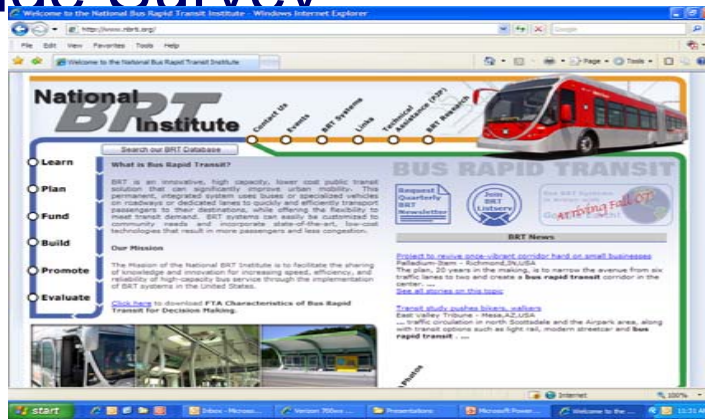 Welcome to the National Bus Rapid Transit Institute - Windows Internet Explorer
http://www.nbrti.org/
Google
File Edit View Favorites Tools Help
Welcome to the National Bus Rapid Transit Institute
Page Tools
National
BRT
Institute
Contact Us
Events
BRT Systems
Links
Technical Assistance (P2P)
BRT Research
Search our BRT Database
Learn
Plan
Fund
Build
Promote
Evaluate
What is Bus Rapid Transit?
BRT is an innovative, high capacity, lower cost public transit
solution that can significantly improve urban mobility. This
permanent, integrated system uses buses or specialized vehicles
on roadways or dedicated lanes to quickly and efficiently transport
passengers to their destinations, while offering the flexibility to
meet transit demand. BRT systems can easily be customized to
community needs and incorporate state-of-the-art, low-cost
technologies that result in more passengers and less congestion.
Our Mission
The Mission of the National BRT Institute is to facilitate the sharing
of knowledge and innovation for increasing speed, efficiency, and
reliability of high-capacity bus service through the implementation
of BRT systems in the United States.
Click here to download FTA Characteristics of Bus Rapid
Transit for Decision Making.
BUS RAPID TRANSIT
Request
Quarterly
BRT
Newsletter
Join
BRT
Listserv
Arriving Fall 07!
BRT News
Project to revive once-vibrant corridor hard on small businesses
Palladium-Item - Richmond,IN,USA
The plan, 20 years in the making, is to narrow the avenue from six
traffic lanes to two and create a bus rapid transit corridor in the
center. ...
See all stories on this topic
Transit study pushes bikers, walkers
East Valley Tribune - Mesa,AZ,USA
... traffic circulation in north Scottsdale and the Airpark area, along
with transit options such as light rail, modern streetcar and bus
rapid transit . ...
Photos
Internet
100%
start
Inbox - Microsof...
Verizon
Presentations
Microsoft Power...
Welcome to the ...